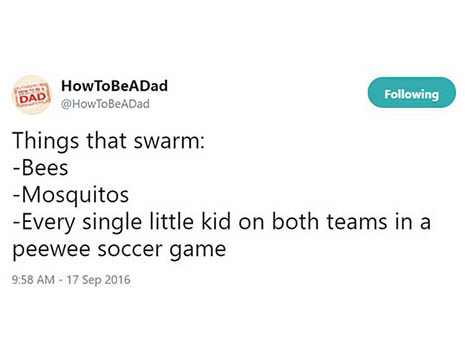 HowToBeADad
@HowToBeADad
Following
DAD
Things that swarm:
-Bees
-Mosquitos
-Every single little kid on both teams in a
peewee soccer game
9:58 AM - 17 Sep 2016